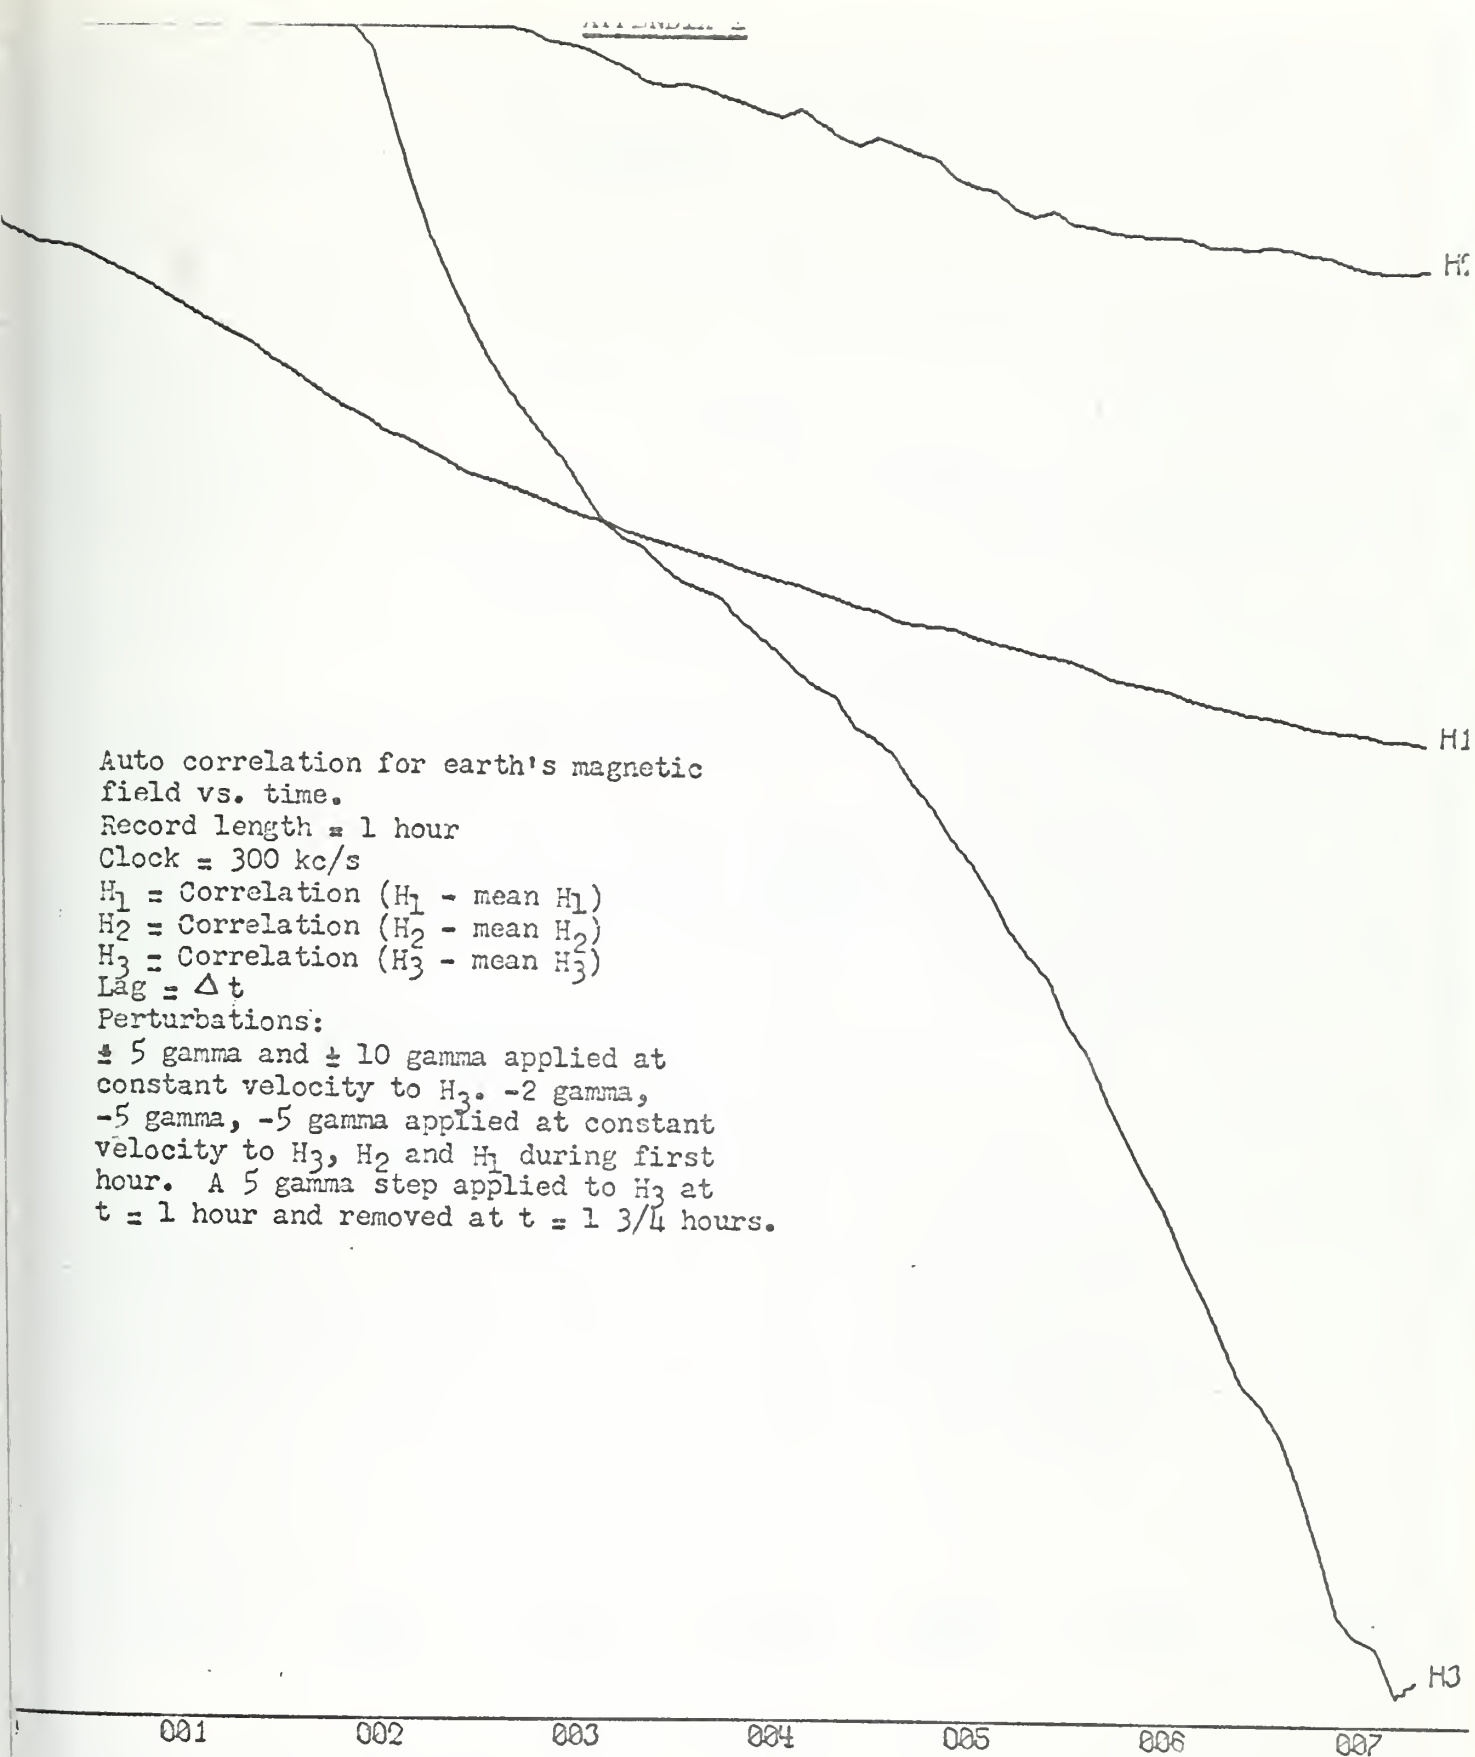 H1
Auto correlation for earth's magnetic
field vs. time.
Record length = 1 hour
Clock = 300 kc/s
H1 = Correlation (H1 - mean H1)
H2 = Correlation (H2 - mean H2)
H3 = Correlation (H3 - mean H3)
Lag = Δ t
Perturbations:
± 5 gamma and ± 10 gamma applied at
constant velocity to H3. -2 gamma,
-5 gamma, -5 gamma applied at constant
velocity to H3, H2 and H1 during first
hour. A 5 gamma step applied to H3 at
t = 1 hour and removed at t = 1 3/4 hours.
H3
001 002 003 004 005 006 007